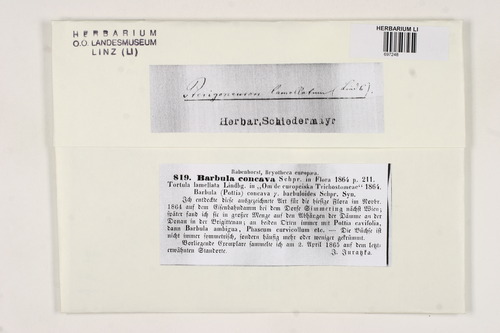 HERBARIUM
O.Ö. LANDESMUSEUM
LINZ (LI)
HERBARIUM LI
Pterigoneuron lamellatum (Lindb).
Herbar, Schiedermayr
Rabenhorst, Bryotheca europaea.
819. Barbula concava Schpr. in Flora 1864 p. 211.
Tortula lamellata Lindbg. in „Om de europeiska Trichostomeae“ 1864.
Barbula (Pottia) concava γ. barbuloides Schpr. Syn.
Ich entdeckte diese ausgezeichnete Art für die hiesige Flora im Novbr.
1864 auf dem Eisenbahndamm bei dem Dorfe Simmering nächst Wien;
später fand ich sie in großer Menge auf den Abhängen der Dämme an der
Donau in der Brigittenau; an beiden Orten immer mit Pottia cavifolia,
dann Barbula ambigua, Phascum curvicollum etc. — Die Büchse ist
nicht immer symmetrisch, sondern häufig mehr oder weniger gekrümmt.
Vorliegende Exemplare sammelte ich am 2. April 1865 auf dem letzt-
erwähnten Standorte. J. Juratzka.